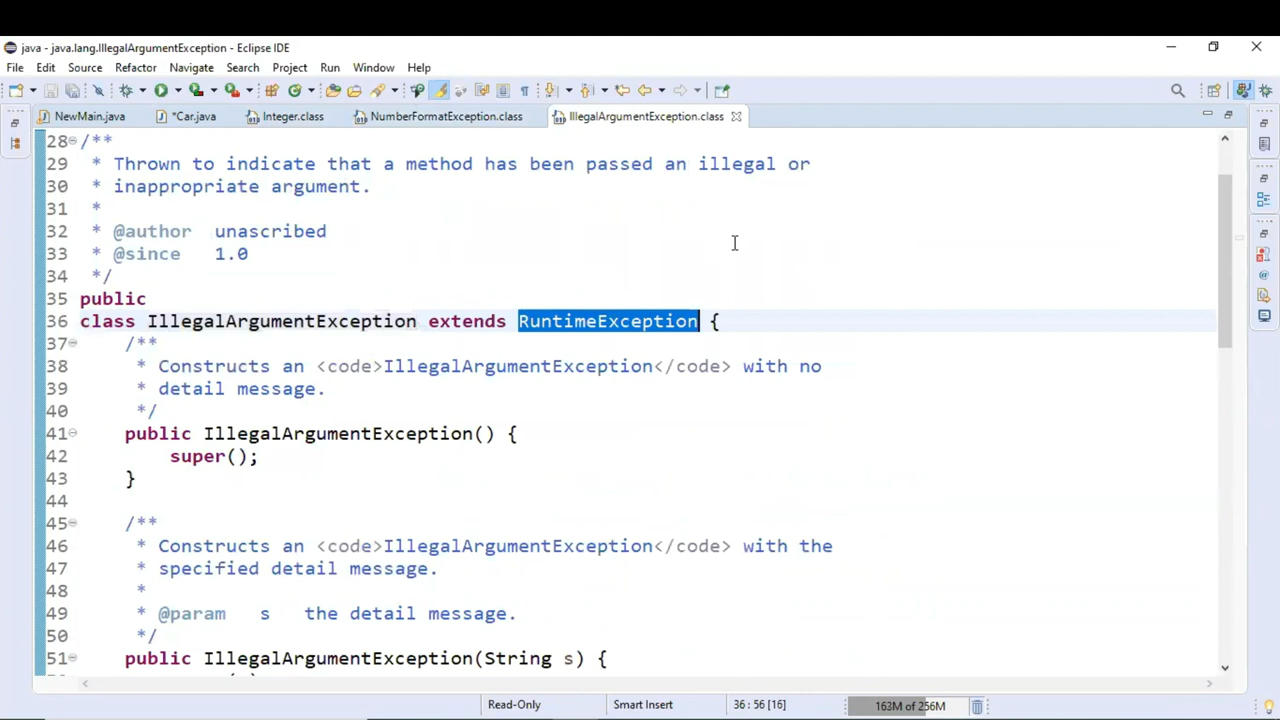 java - java.lang.IllegalArgumentException - Eclipse IDE
File Edit Source Refactor Navigate Search Project Run Window Help
NewMain.java *Car.java Integer.class NumberFormatException.class IllegalArgumentException.class
28 /**
29 * Thrown to indicate that a method has been passed an illegal or
30 * inappropriate argument.
31 *
32 * @author unascribed
33 * @since 1.0
34 */
35 public
36 class IllegalArgumentException extends RuntimeException {
37 /**
38 * Constructs an <code>IllegalArgumentException</code> with no
39 * detail message.
40 */
41 public IllegalArgumentException() {
42 super();
43 }
44
45 /**
46 * Constructs an <code>IllegalArgumentException</code> with the
47 * specified detail message.
48 *
49 * @param s the detail message.
50 */
51 public IllegalArgumentException(String s) {
Read-Only Smart Insert 36 : 56 [16] 163M of 256M